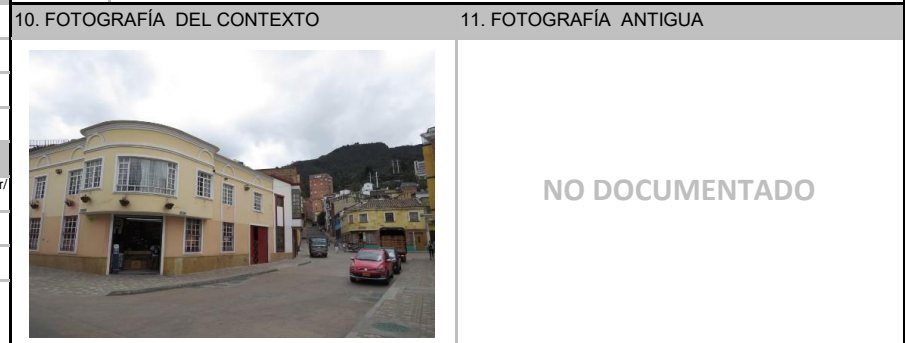 10. FOTOGRAFÍA DEL CONTEXTO
11. FOTOGRAFÍA ANTIGUA
r/
NO DOCUMENTADO